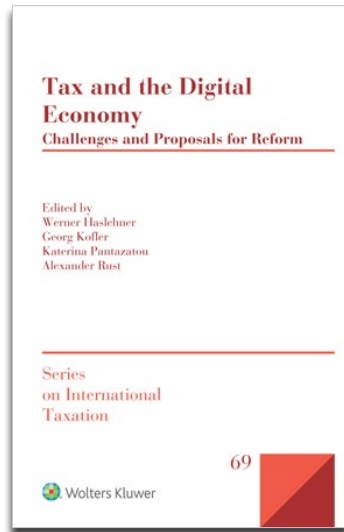 Tax and the Digital
Economy
Challenges and Proposals for Reform
Edited by
Werner Haslehner
Georg Kofler
Katerina Pantazatou
Alexander Rust
Series
on International
Taxation
69
Wolters Kluwer